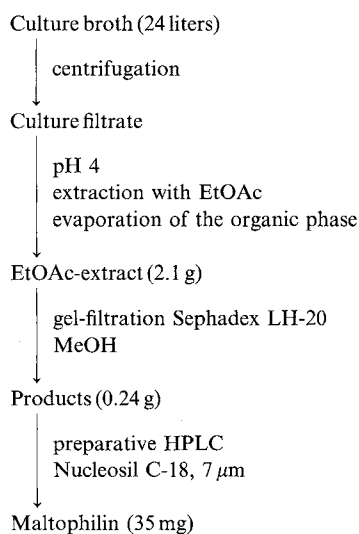 Culture broth (24 liters)
centrifugation
Culture filtrate
pH 4
extraction with EtOAc
evaporation of the organic phase
EtOAc-extract (2.1 g)
gel-filtration Sephadex LH-20
MeOH
Products (0.24 g)
preparative HPLC
Nucleosil C-18, 7 μm
Maltophilin (35 mg)